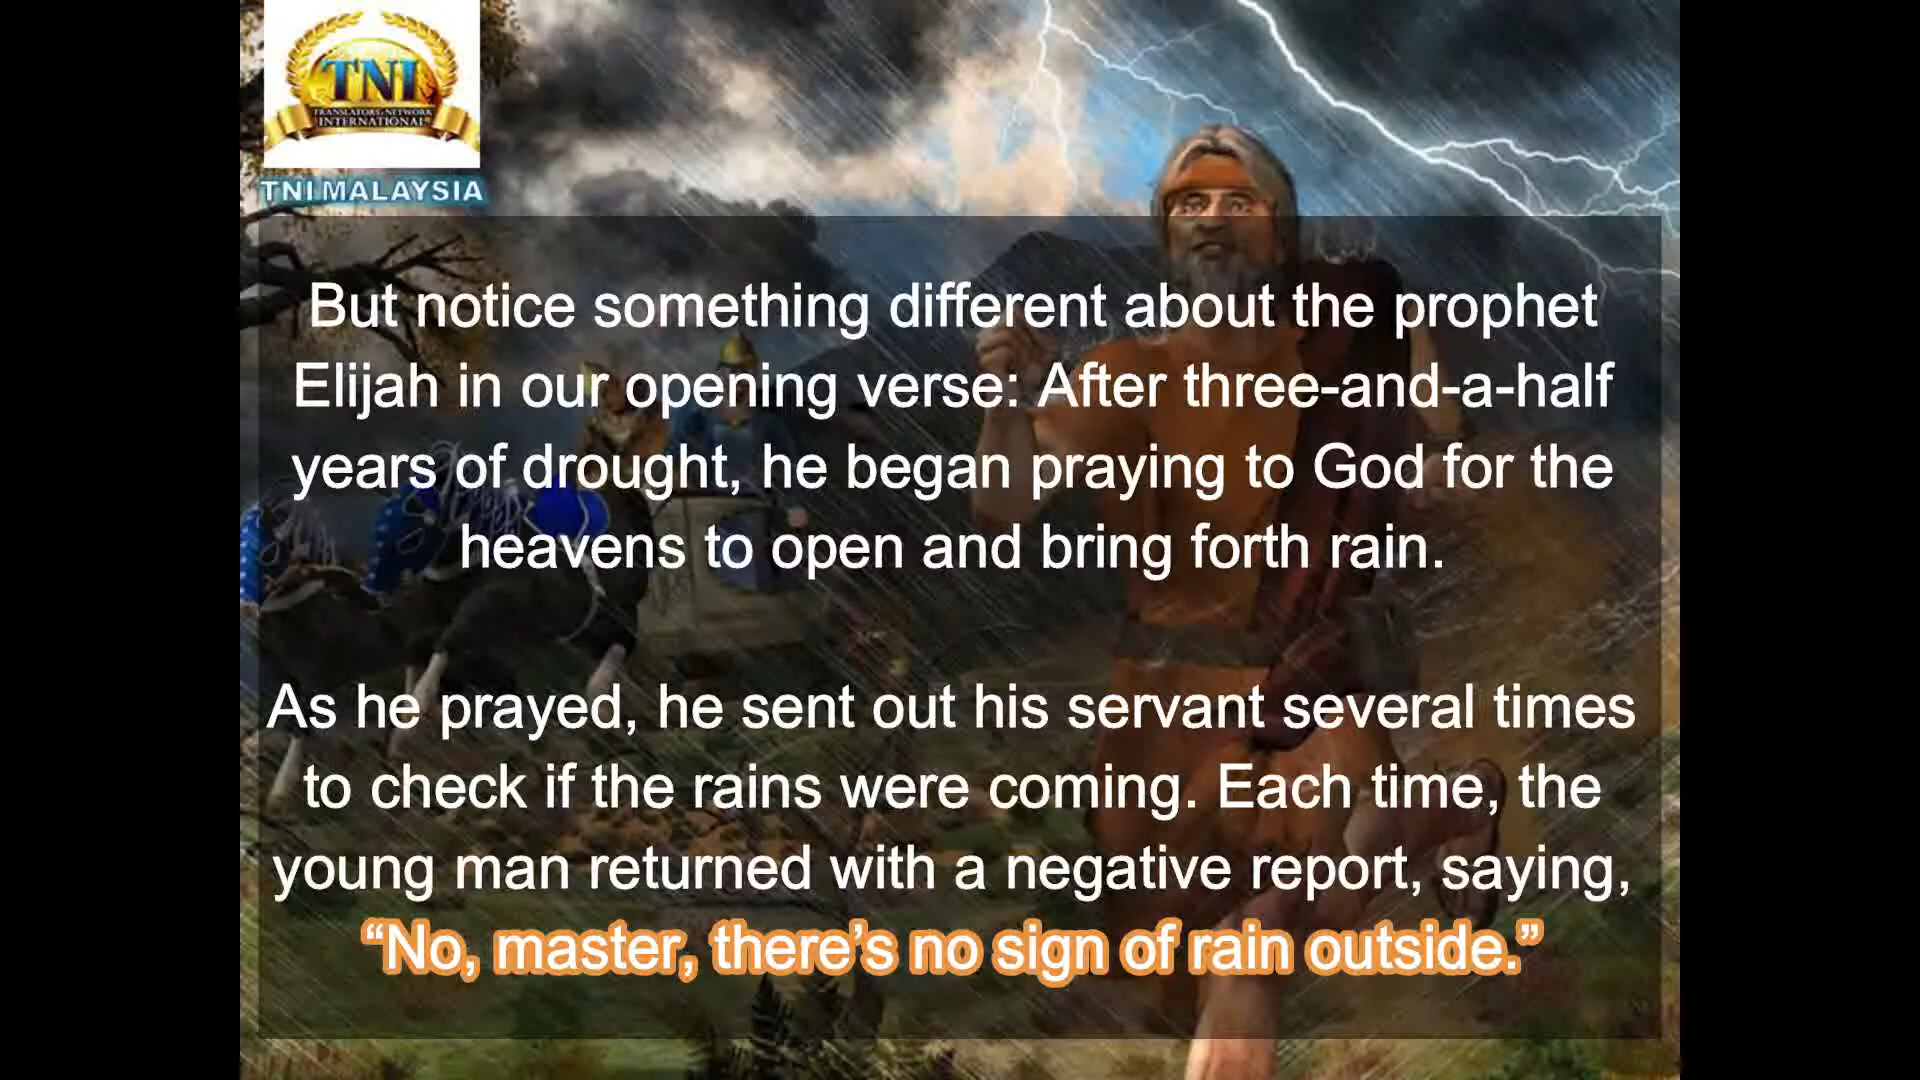 TNI
TRANSLATORS NETWORK
INTERNATIONAL
TNI MALAYSIA
But notice something different about the prophet
Elijah in our opening verse: After three-and-a-half
years of drought, he began praying to God for the
heavens to open and bring forth rain.
As he prayed, he sent out his servant several times
to check if the rains were coming. Each time, the
young man returned with a negative report, saying,
“No, master, there’s no sign of rain outside.”